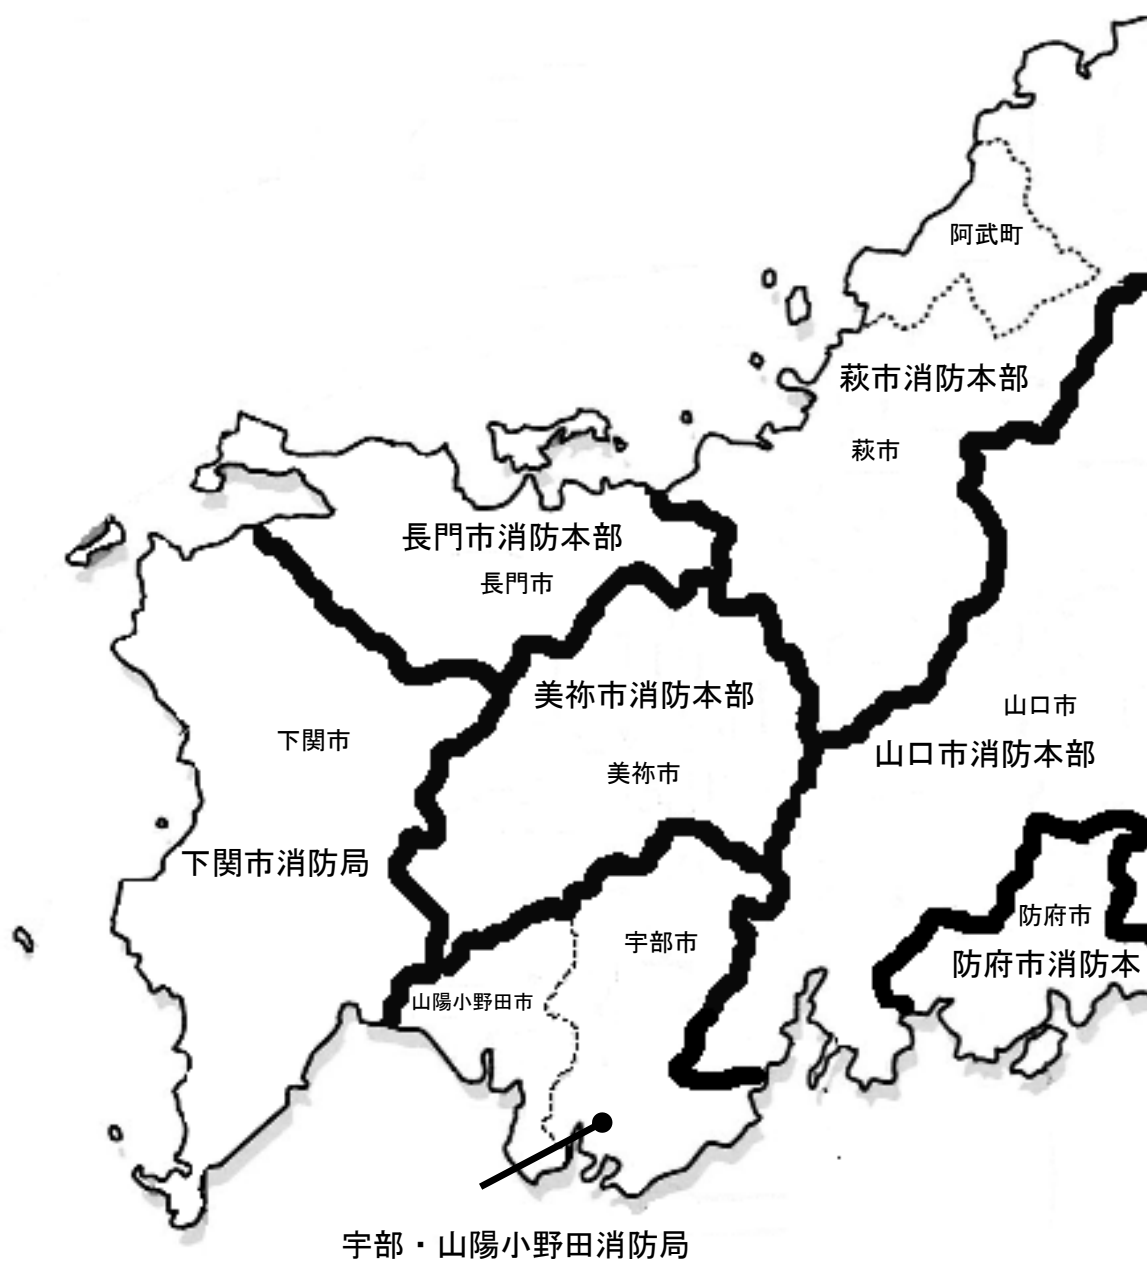 阿武町
萩市消防本部
萩市
長門市消防本部
長門市
美祢市消防本部
山口市
下関市
山口市消防本部
美祢市
下関市消防局
防府市
宇部市
防府市消防本
山陽小野田市
宇部・山陽小野田消防局